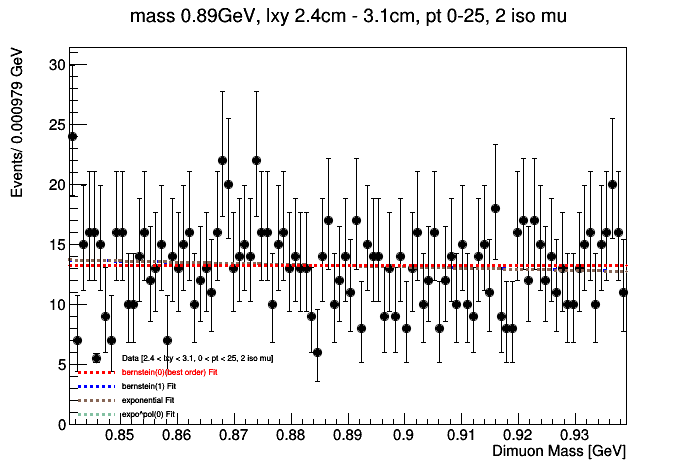 mass 0.89GeV, lxy 2.4cm - 3.1cm, pt 0-25, 2 iso mu
Events/ 0.000979 GeV
30
25
20
15
10
5
0
Data [2.4 < lxy < 3.1, 0 < pt < 25, 2 iso mu]
bernstein(0)(best order) Fit
bernstein(1) Fit
exponential Fit
expo*pol(0) Fit
0.85 0.86 0.87 0.88 0.89 0.9 0.91 0.92 0.93
Dimuon Mass [GeV]